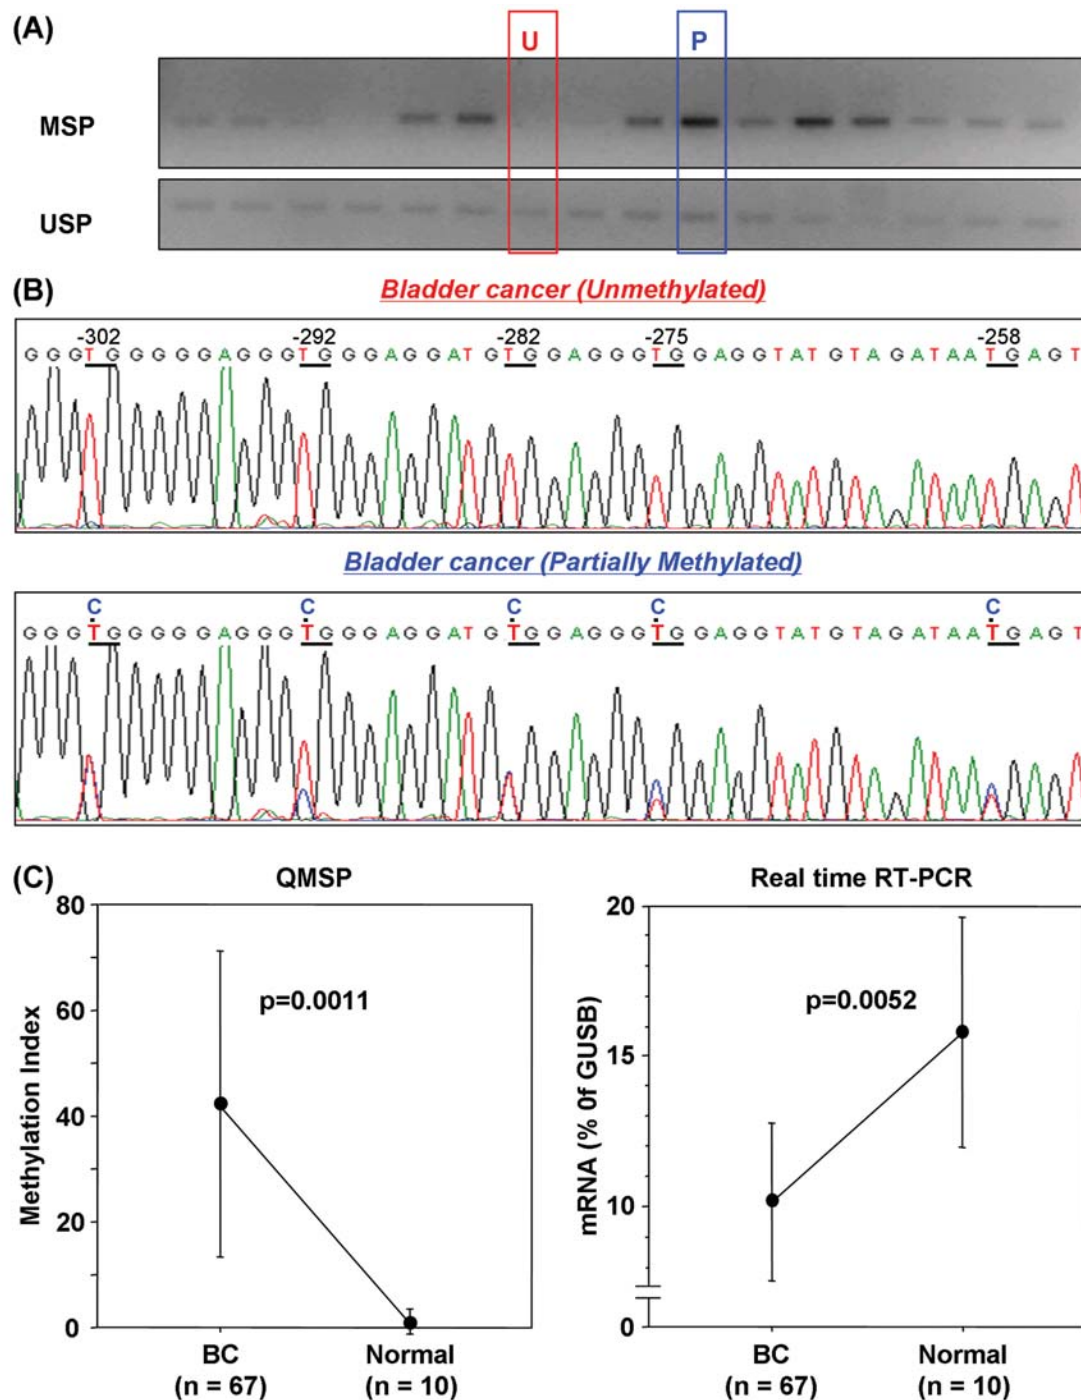 (A)
U P
MSP
USP
(B)
Bladder cancer (Unmethylated)
-302 -292 -282 -275 -258
G G G T G G G G G A G G G T G G G A G G A T G T G G A G G G T G G A G G T A T G T A G A T A A T G A G T
Bladder cancer (Partially Methylated)
C C C C C
G G G T G G G G G A G G G T G G G A G G A T G T G G A G G G T G G A G G T A T G T A G A T A A T G A G T
(C)
QMSP
80
60
40
20
0
Methylation Index
p=0.0011
BC Normal
(n = 67) (n = 10)
Real time RT-PCR
20
15
10
0
mRNA (% 0f GUSB)
p=0.0052
BC Normal
(n = 67) (n = 10)